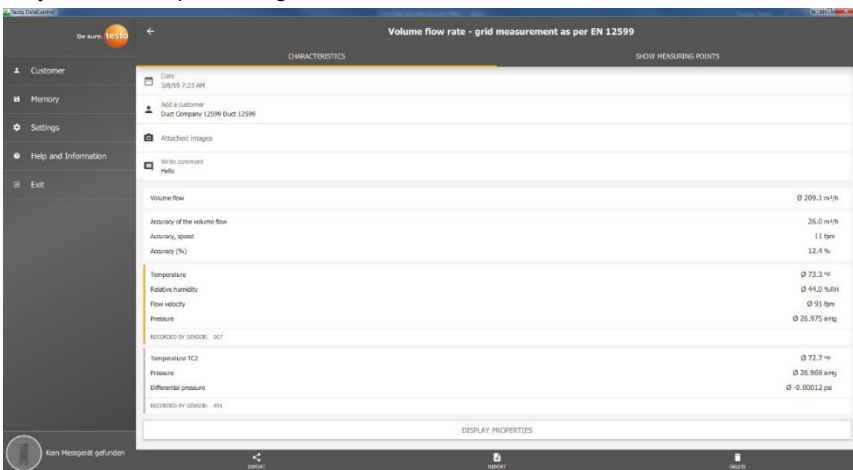 testo DataControl
Be sure. testo
Volume flow rate - grid measurement as per EN 12599
CHARACTERISTICS
SHOW MEASURING POINTS
Customer
Memory
Settings
Help and Information
Exit
Date
3/8/19 7:23 AM
Add a customer
Duct Company 12599 Duct 12599
Attached images
Write comment
Hello
Volume flow Ø 209.1 m³/h
Accuracy of the volume flow 26.0 m³/h
Accuracy, speed 11 fpm
Accuracy (%) 12.4 %
Temperature Ø 73.3 °F
Relative humidity Ø 44.0 %RH
Flow velocity Ø 91 fpm
Pressure Ø 26.975 inHg
RECORDED BY SENSOR:
Temperature TC2 Ø 72.7 °F
Pressure Ø 26.969 inHg
Differential pressure Ø -0.00012 psi
RECORDED BY SENSOR:
DISPLAY PROPERTIES
Kein Messgerät gefunden
EXPORT
REPORT
DELETE